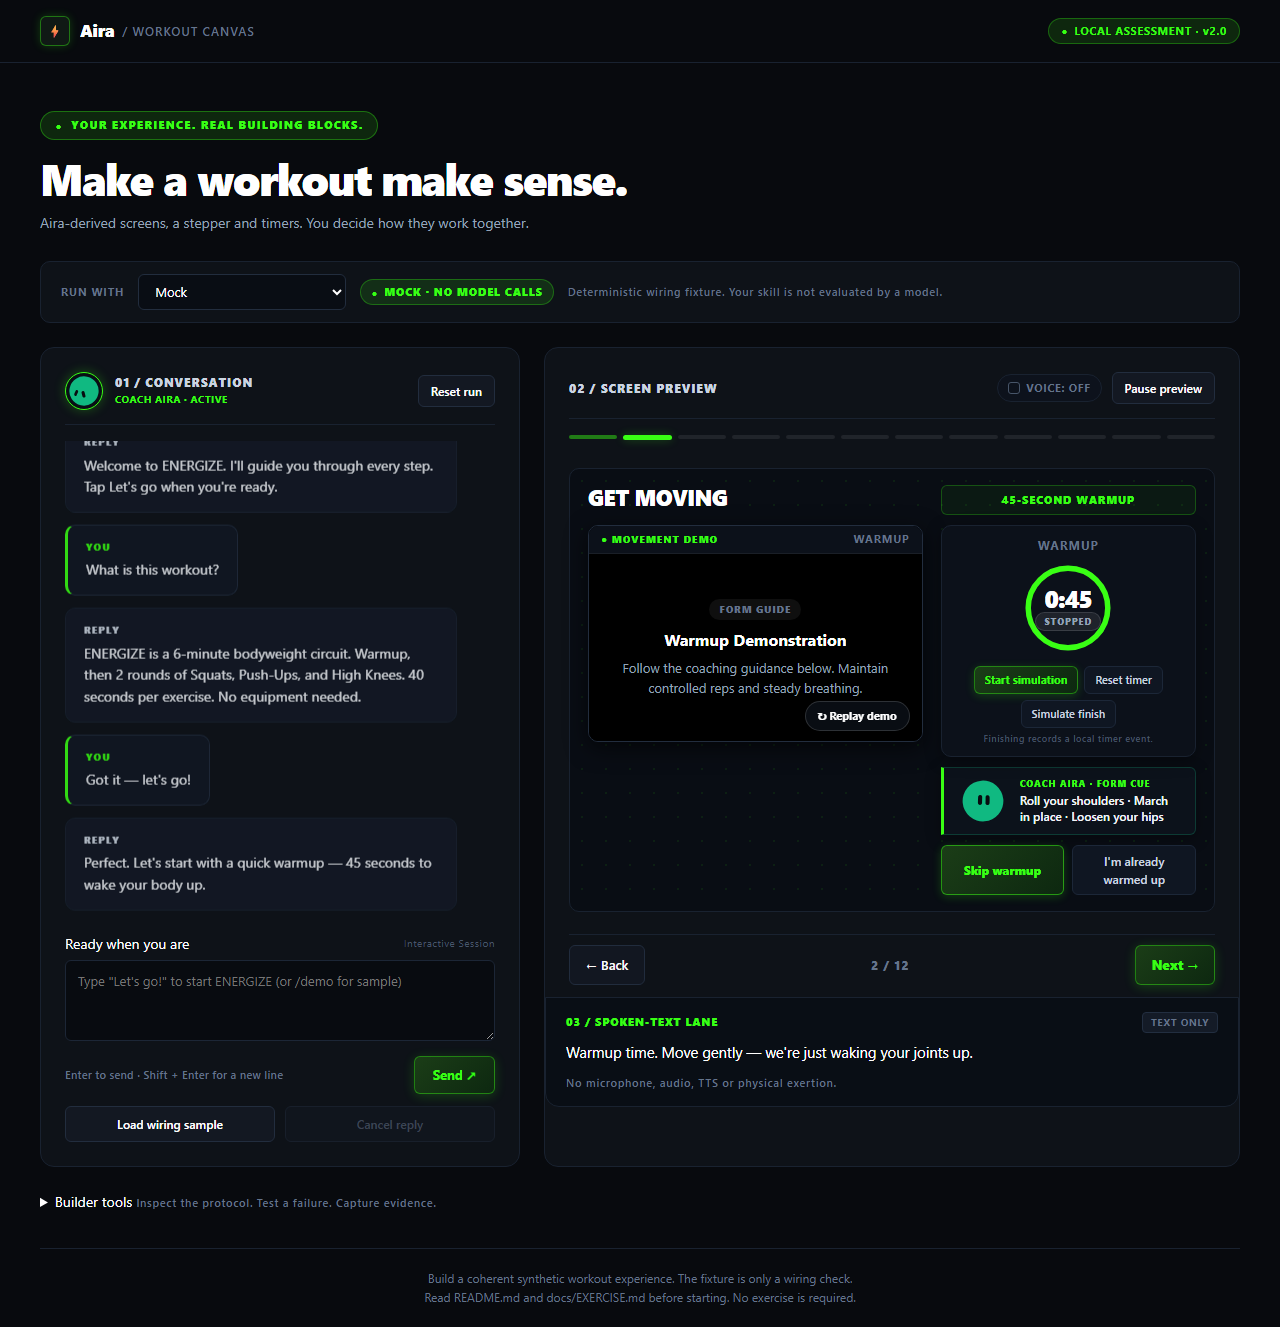 Aira / WORKOUT CANVAS
LOCAL ASSESSMENT · v2.0
YOUR EXPERIENCE. REAL BUILDING BLOCKS.
Make a workout make sense.
Aira-derived screens, a stepper and timers. You decide how they work together.
RUN WITH
Mock
MOCK · NO MODEL CALLS
Deterministic wiring fixture. Your skill is not evaluated by a model.
01 / CONVERSATION
COACH AIRA · ACTIVE
Reset run
REPLY
Welcome to ENERGIZE. I'll guide you through every step.
Tap Let's go when you're ready.
YOU
What is this workout?
REPLY
ENERGIZE is a 6-minute bodyweight circuit. Warmup,
then 2 rounds of Squats, Push-Ups, and High Knees. 40
seconds per exercise. No equipment needed.
YOU
Got it — let's go!
REPLY
Perfect. Let's start with a quick warmup — 45 seconds to
wake your body up.
Ready when you are
Interactive Session
Type "Let's go!" to start ENERGIZE (or /demo for sample)
Enter to send · Shift + Enter for a new line
Send ↗
Load wiring sample
Cancel reply
02 / SCREEN PREVIEW
VOICE: OFF
Pause preview
GET MOVING
MOVEMENT DEMO
WARMUP
FORM GUIDE
Warmup Demonstration
Follow the coaching guidance below. Maintain
controlled reps and steady breathing.
↻ Replay demo
45-SECOND WARMUP
WARMUP
0:45
STOPPED
Start simulation
Reset timer
Simulate finish
Finishing records a local timer event.
COACH AIRA · FORM CUE
Roll your shoulders · March
in place · Loosen your hips
Skip warmup
I'm already
warmed up
← Back
2 / 12
Next →
03 / SPOKEN-TEXT LANE
TEXT ONLY
Warmup time. Move gently — we're just waking your joints up.
No microphone, audio, TTS or physical exertion.
▶ Builder tools Inspect the protocol. Test a failure. Capture evidence.
Build a coherent synthetic workout experience. The fixture is only a wiring check.
Read README.md and docs/EXERCISE.md before starting. No exercise is required.